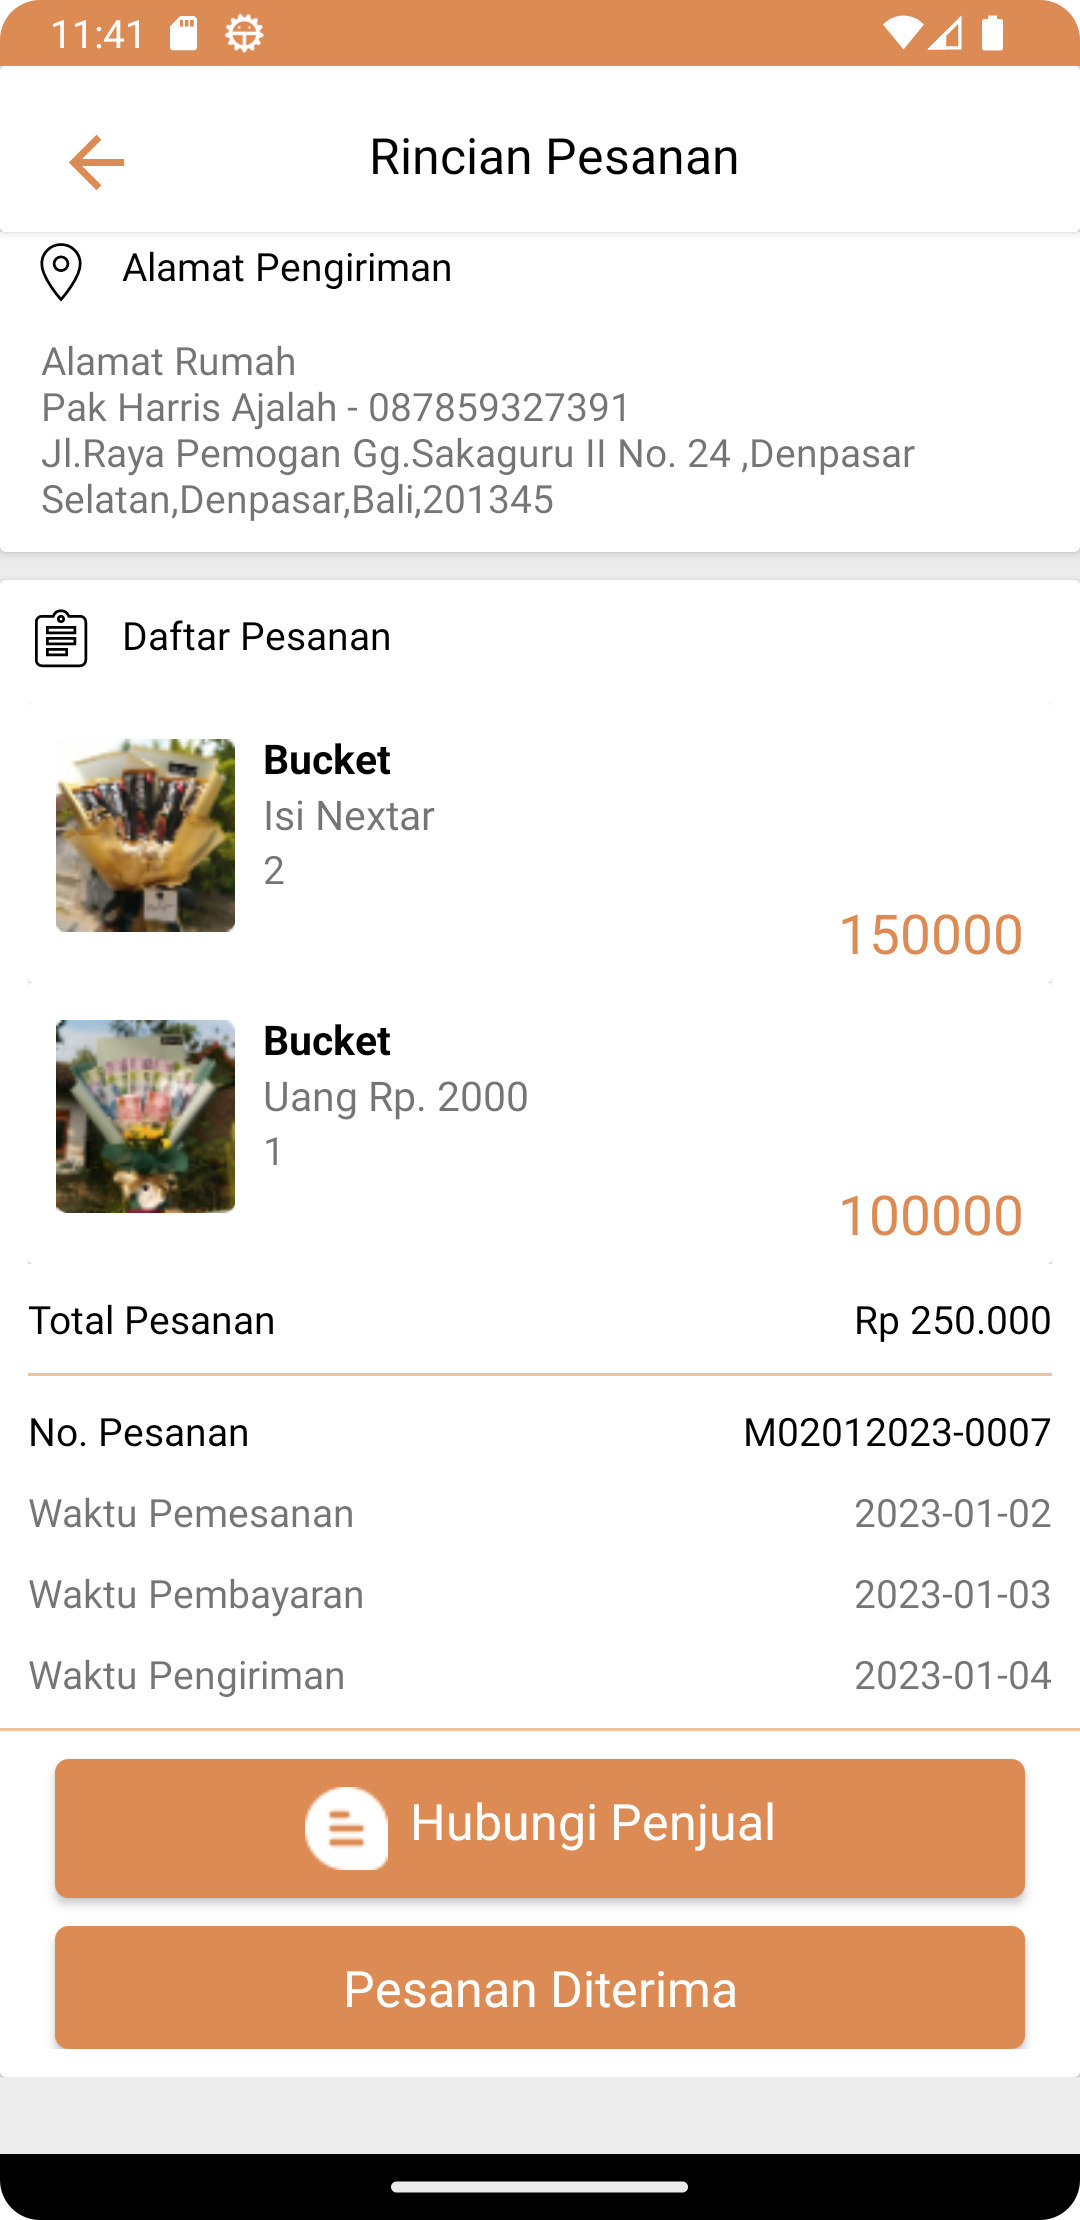 11:41
Rincian Pesanan
Alamat Pengiriman
Alamat Rumah
Pak Harris Ajalah - 087859327391
Jl.Raya Pemogan Gg.Sakaguru II No. 24 ,Denpasar
Selatan,Denpasar,Bali,201345
Daftar Pesanan
Bucket
Isi Nextar
2
150000
Bucket
Uang Rp. 2000
1
100000
Total Pesanan Rp 250.000
No. Pesanan M02012023-0007
Waktu Pemesanan 2023-01-02
Waktu Pembayaran 2023-01-03
Waktu Pengiriman 2023-01-04
Hubungi Penjual
Pesanan Diterima